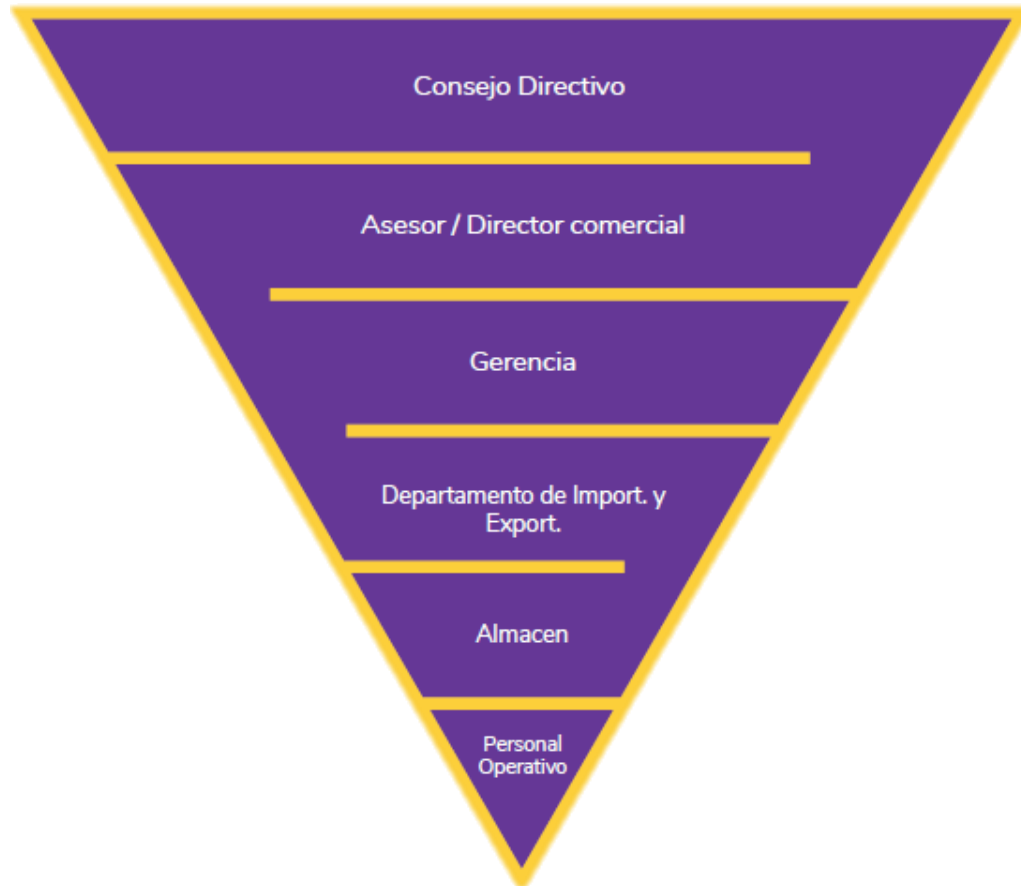 Consejo Directivo
Asesor / Director comercial
Gerencia
Departamento de Import. y
Export.
Almacen
Personal
Operativo